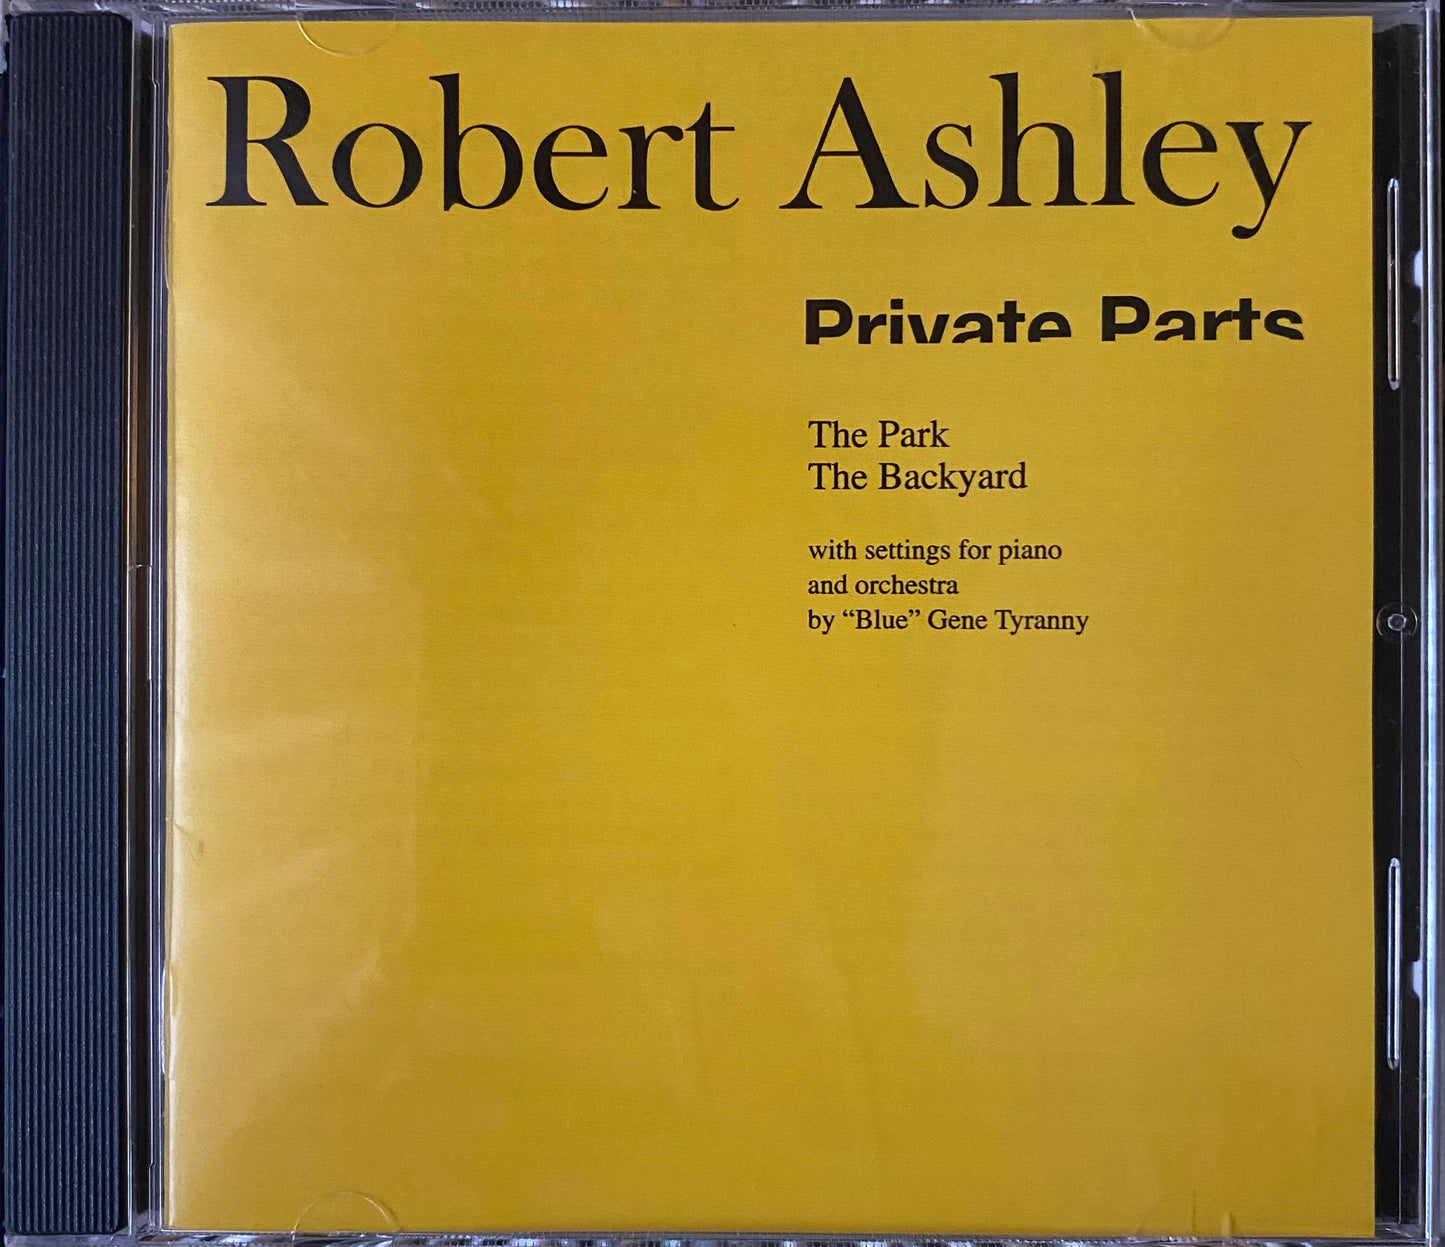 Robert Ashley
Private Parts
The Park
The Backyard
with settings for piano
and orchestra
by “Blue” Gene Tyranny